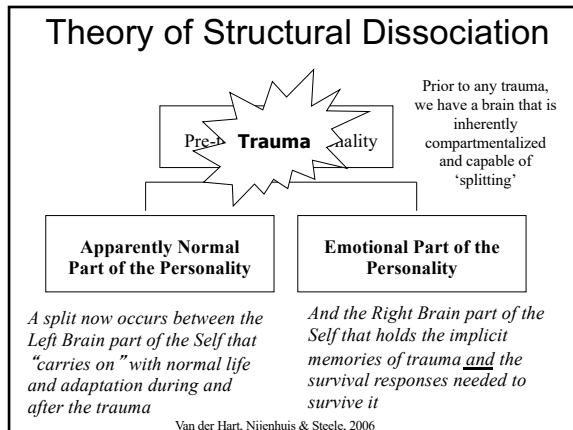 Theory of Structural Dissociation
Prior to any trauma,
we have a brain that is
inherently
compartmentalized
and capable of
‘splitting’
Trauma
Apparently Normal
Part of the Personality
Emotional Part of the
Personality
A split now occurs between the
Left Brain part of the Self that
“carries on” with normal life
and adaptation during and
after the trauma
And the Right Brain part of the
Self that holds the implicit
memories of trauma and the
survival responses needed to
survive it
Van der Hart, Nijenhuis & Steele, 2006